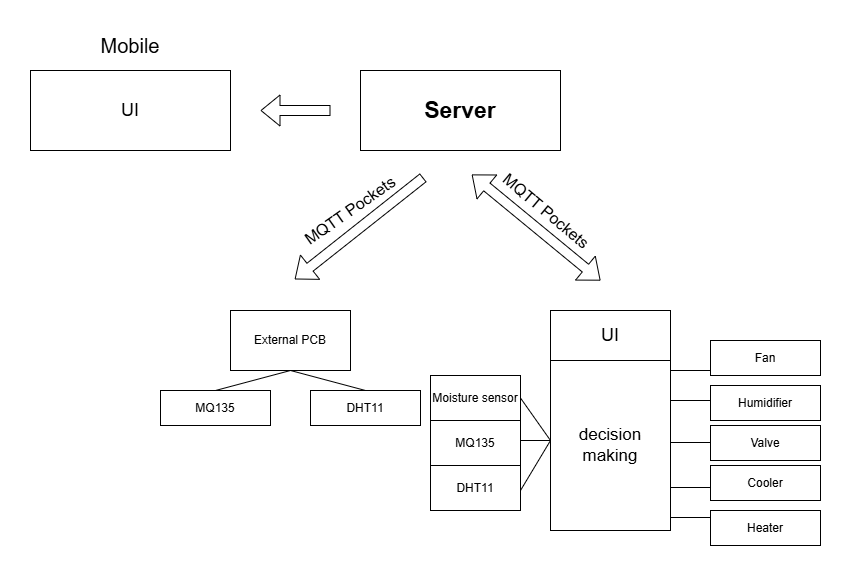 Mobile
UI
Server
MQTT Pockets
MQTT Pockets
External PCB
MQ135
DHT11
Moisture sensor
MQ135
DHT11
UI
decision
making
Fan
Humidifier
Valve
Cooler
Heater